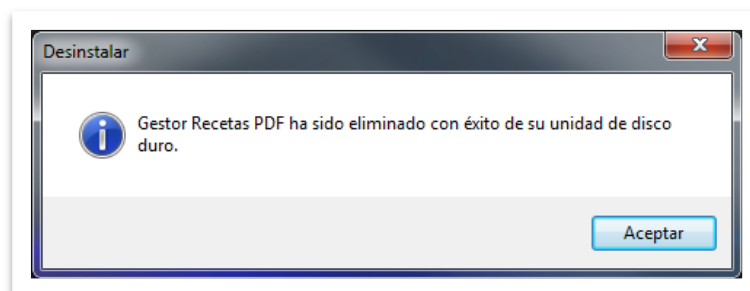 Desinstalar
Gestor Recetas PDF ha sido eliminado con éxito de su unidad de disco
duro.
Aceptar